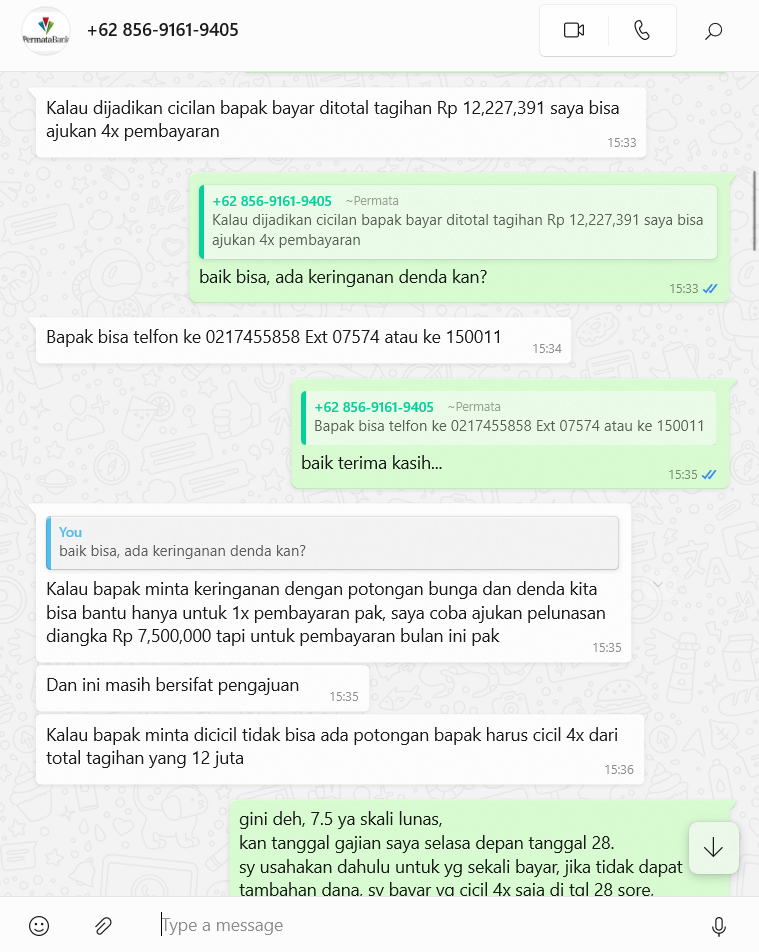 PermataBank
+62 856-9161-9405
Kalau dijadikan cicilan bapak bayar ditotal tagihan Rp 12,227,391 saya bisa
ajukan 4x pembayaran
15:33
+62 856-9161-9405 ~Permata
Kalau dijadikan cicilan bapak bayar ditotal tagihan Rp 12,227,391 saya bisa
ajukan 4x pembayaran
baik bisa, ada keringanan denda kan?
15:33
Bapak bisa telfon ke 0217455858 Ext 07574 atau ke 150011
15:34
+62 856-9161-9405 ~Permata
Bapak bisa telfon ke 0217455858 Ext 07574 atau ke 150011
baik terima kasih...
15:35
You
baik bisa, ada keringanan denda kan?
Kalau bapak minta keringanan dengan potongan bunga dan denda kita
bisa bantu hanya untuk 1x pembayaran pak, saya coba ajukan pelunasan
diangka Rp 7,500,000 tapi untuk pembayaran bulan ini pak
15:35
Dan ini masih bersifat pengajuan
15:35
Kalau bapak minta dicicil tidak bisa ada potongan bapak harus cicil 4x dari
total tagihan yang 12 juta
15:36
gini deh, 7.5 ya skali lunas,
kan tanggal gajian saya selasa depan tanggal 28.
sy usahakan dahulu untuk yg sekali bayar, jika tidak dapat
tambahan dana, sy bayar yg cicil 4x saja di tgl 28 sore,
Type a message